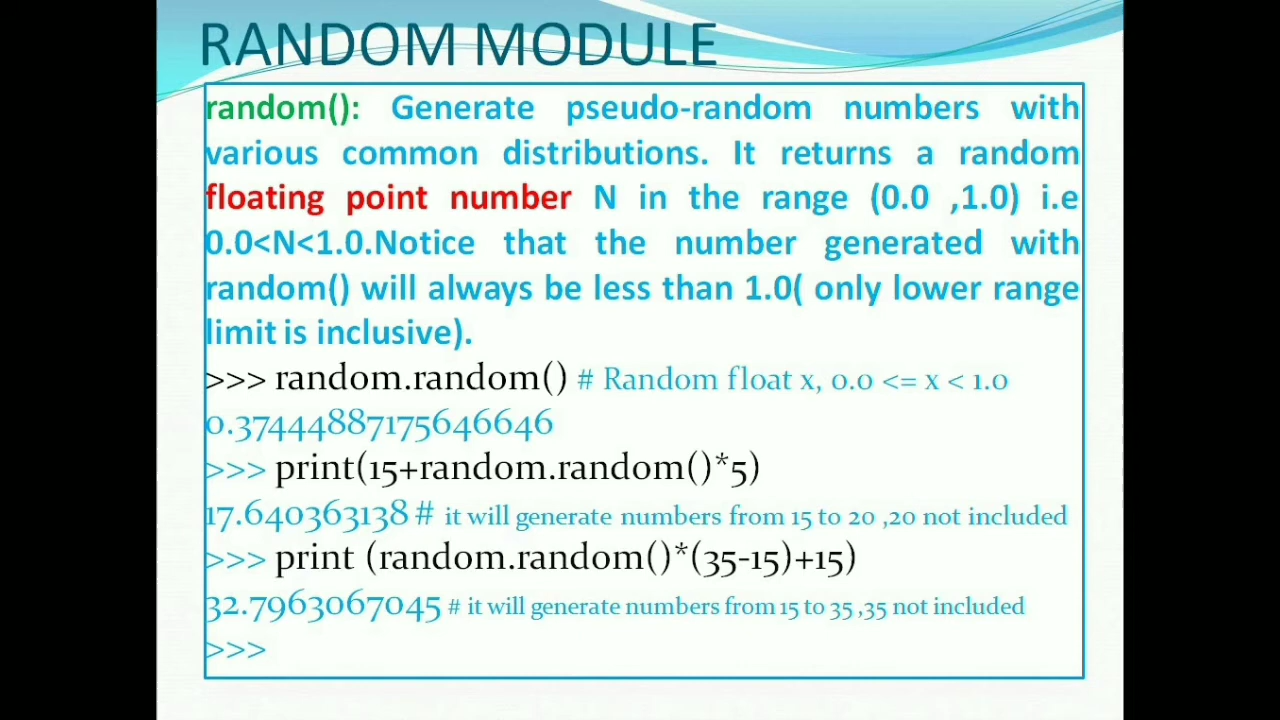 RANDOM MODULE
random(): Generate pseudo-random numbers with
various common distributions. It returns a random
floating point number N in the range (0.0 ,1.0) i.e
0.0<N<1.0.Notice that the number generated with
random() will always be less than 1.0( only lower range
limit is inclusive).
>>> random.random() # Random float x, 0.0 <= x < 1.0
0.37444887175646646
>>> print(15+random.random()*5)
17.640363138 # it will generate numbers from 15 to 20 ,20 not included
>>> print (random.random()*(35-15)+15)
32.7963067045 # it will generate numbers from 15 to 35 ,35 not included
>>>